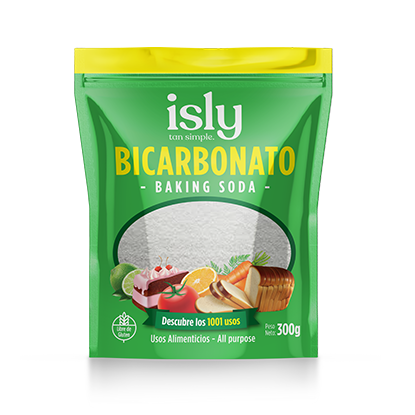 isly
tan simple.
BICARBONATO
- BAKING SODA -
Descubre los 1001 usos
Libre de
Gluten
Usos Alimenticios - All purpose
Peso
Neto 300g